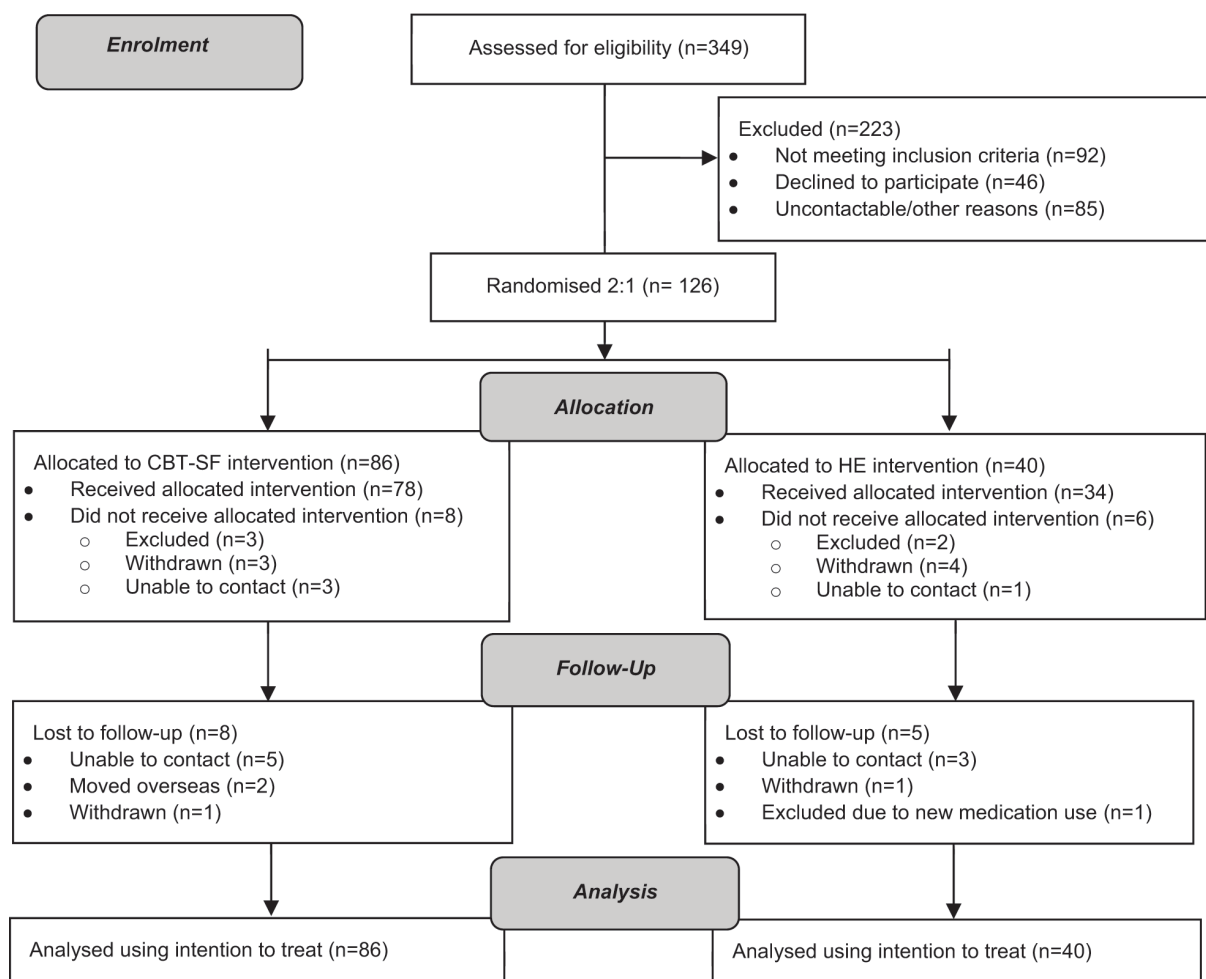 Enrolment
Assessed for eligibility (n=349)
Excluded (n=223)
● Not meeting inclusion criteria (n=92)
● Declined to participate (n=46)
● Uncontactable/other reasons (n=85)
Randomised 2:1 (n= 126)
Allocation
Allocated to CBT-SF intervention (n=86)
● Received allocated intervention (n=78)
● Did not receive allocated intervention (n=8)
○ Excluded (n=3)
○ Withdrawn (n=3)
○ Unable to contact (n=3)
Allocated to HE intervention (n=40)
● Received allocated intervention (n=34)
● Did not receive allocated intervention (n=6)
○ Excluded (n=2)
○ Withdrawn (n=4)
○ Unable to contact (n=1)
Follow-Up
Lost to follow-up (n=8)
● Unable to contact (n=5)
● Moved overseas (n=2)
● Withdrawn (n=1)
Lost to follow-up (n=5)
● Unable to contact (n=3)
● Withdrawn (n=1)
● Excluded due to new medication use (n=1)
Analysis
Analysed using intention to treat (n=86)
Analysed using intention to treat (n=40)